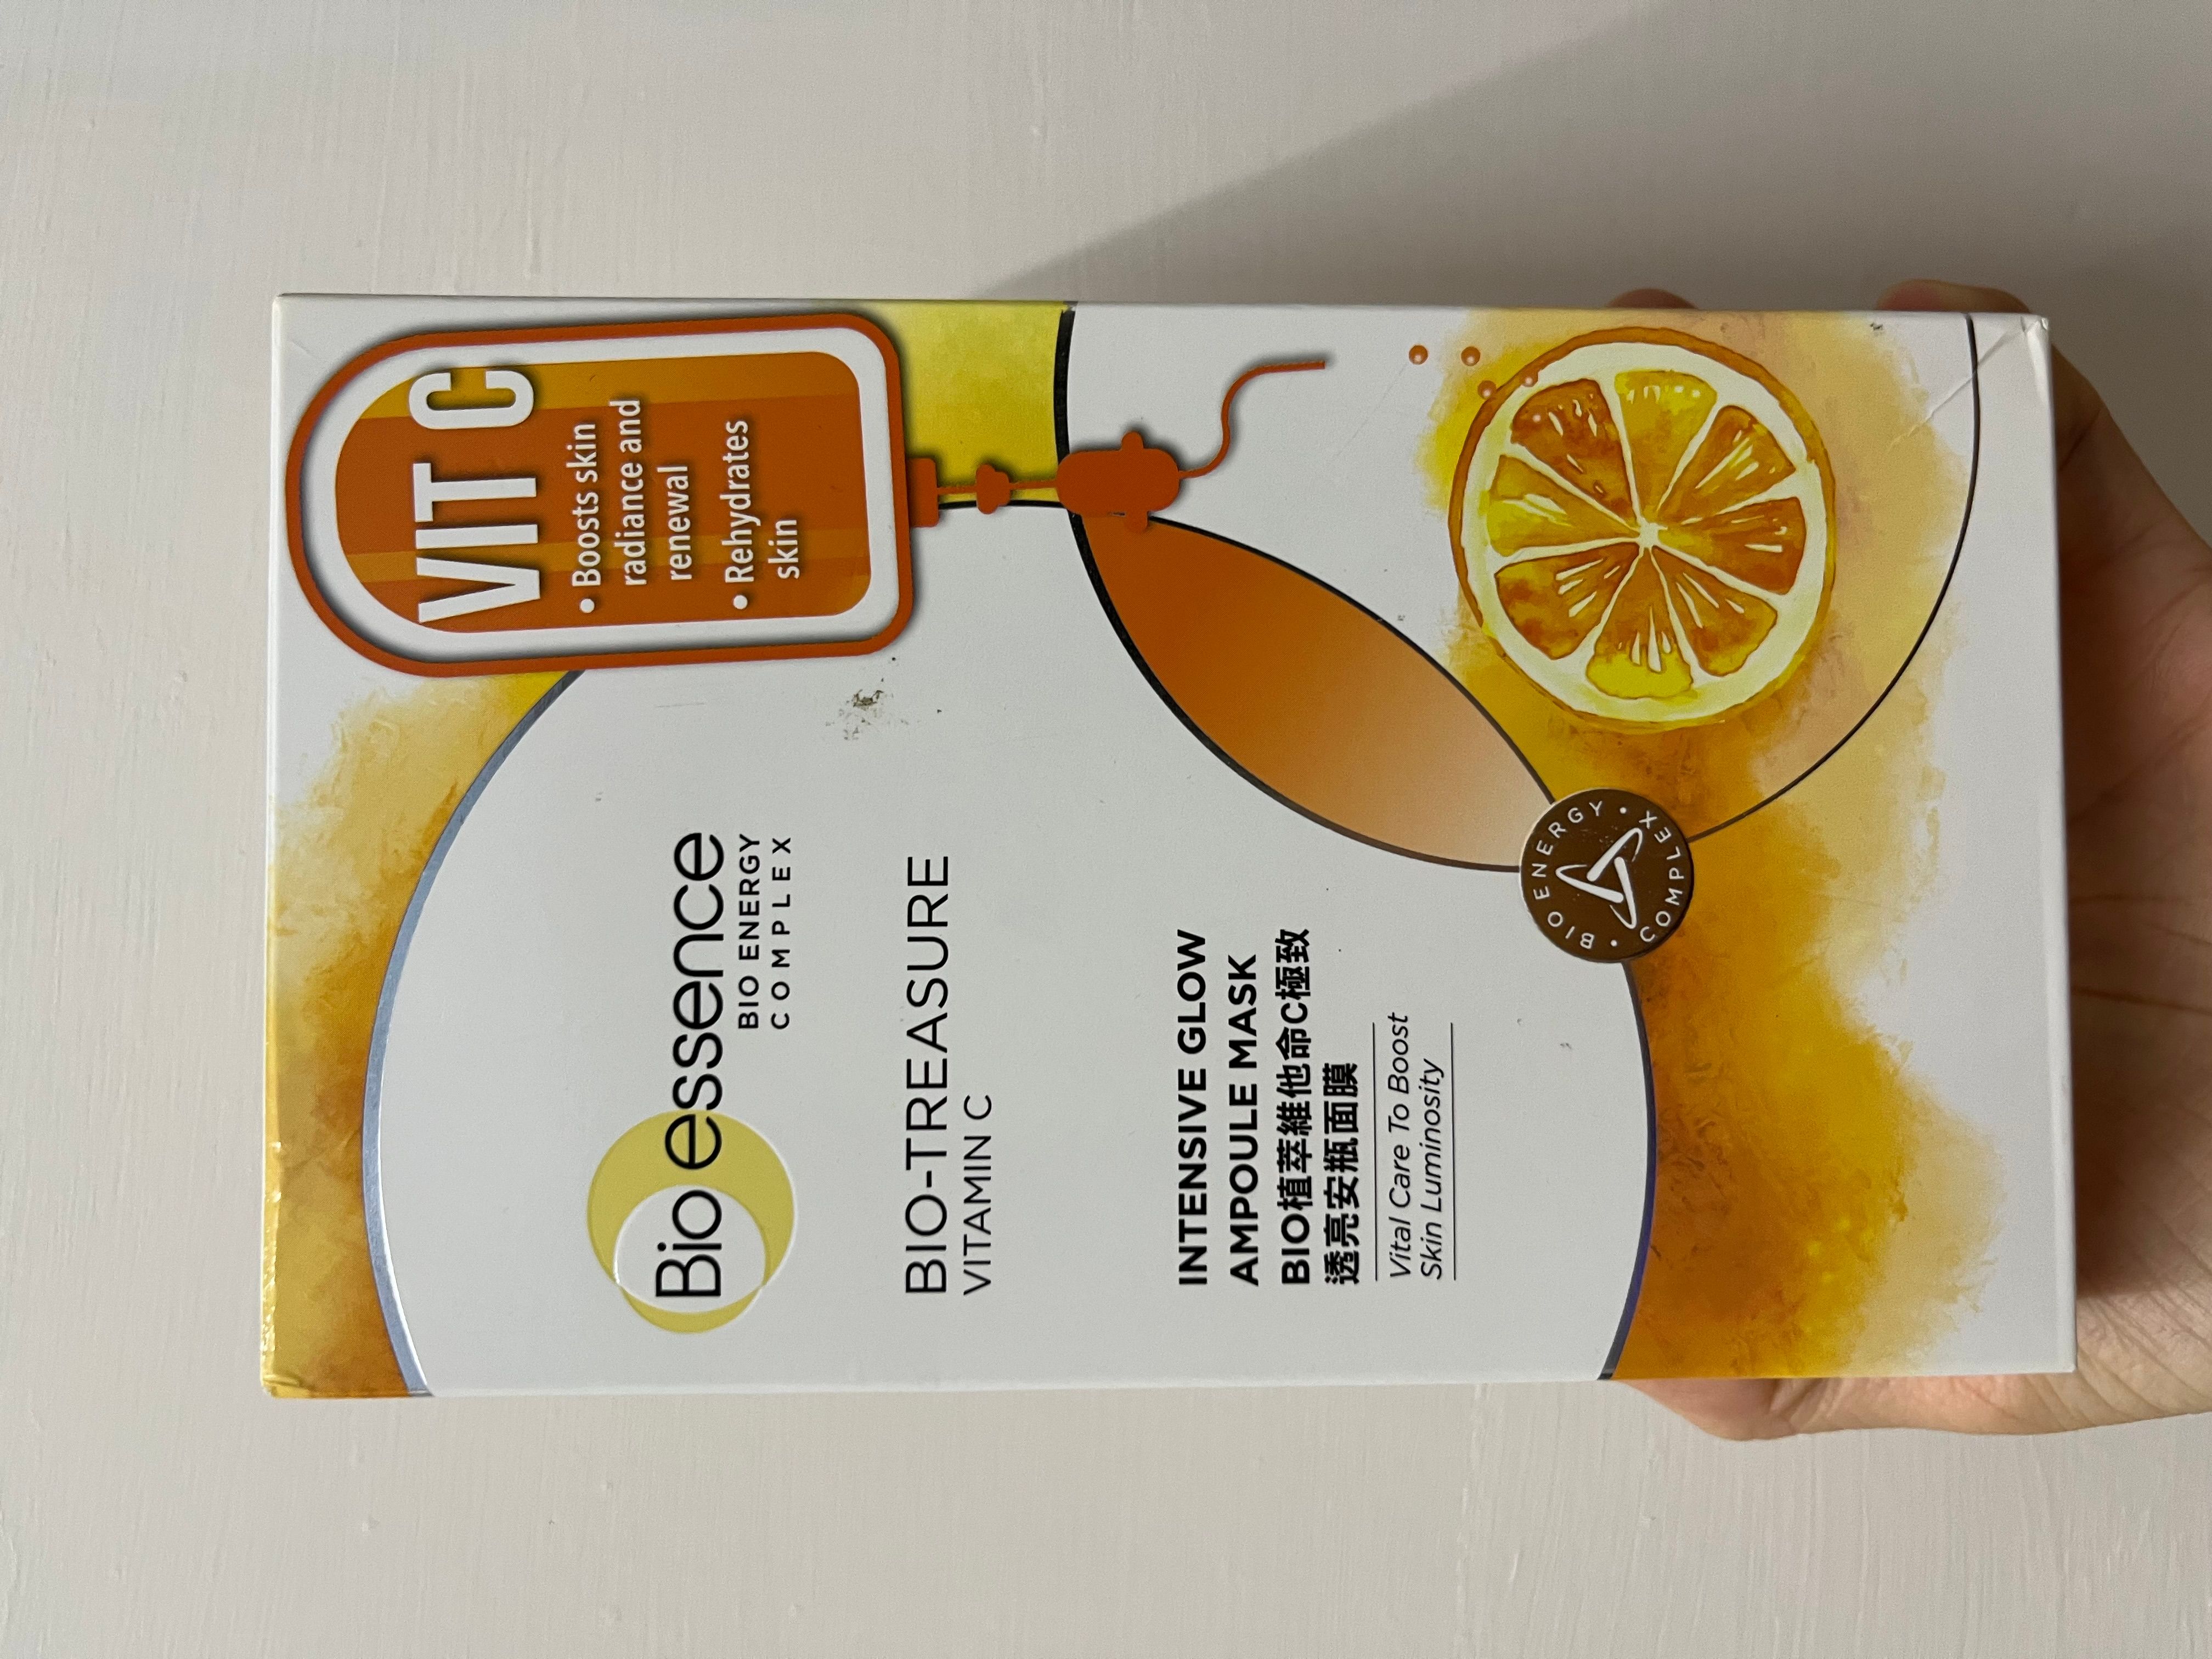 VIT C
• Boosts skin
radiance and
renewal
• Rehydrates
skin
Bio essence
BIO ENERGY
COMPLEX
BIO-TREASURE
VITAMIN C
INTENSIVE GLOW
AMPOULE MASK
BIO植萃維他命C極致
透亮安瓶面膜
Vital Care To Boost
Skin Luminosity
BIO ENERGY • COMPLEX •